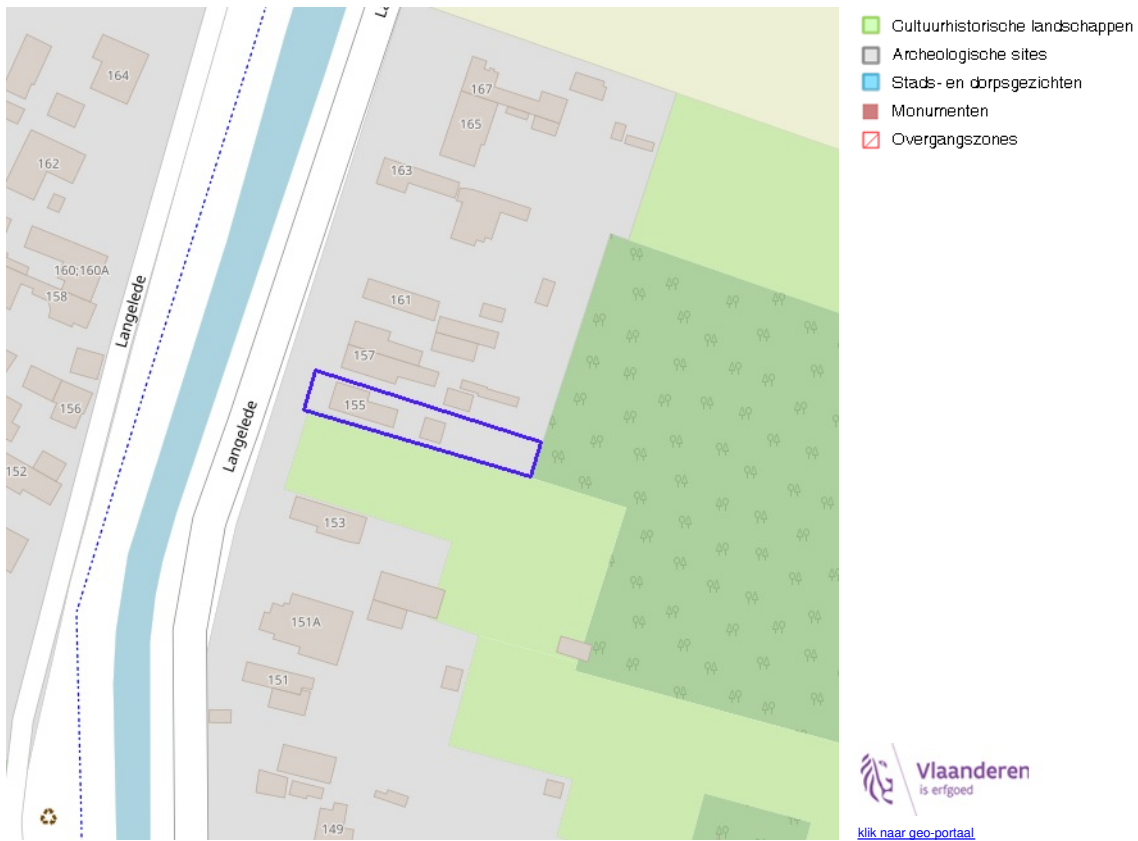 Cultuurhistorische landschappen
Archeologische sites
Stads- en dorpsgezichten
Monumenten
Overgangszones
164
167
165
162
163
160;160A
158
161
Langelede
157
156
155
Langelede
152
153
151A
151
149
Vlaanderen
is erfgoed
klik naar geo-portaal